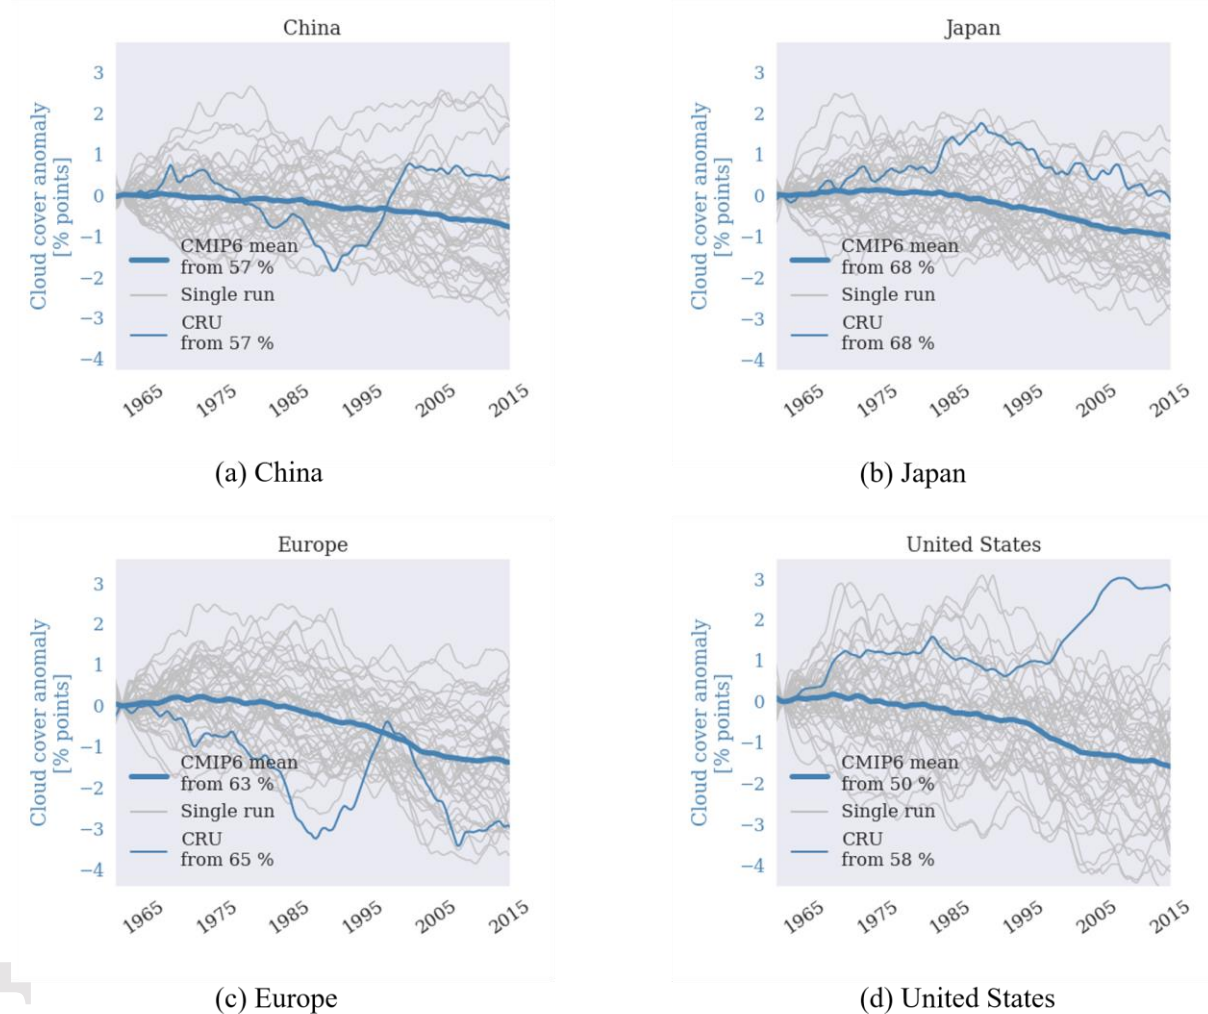 China
Cloud cover anomaly
[% points]
3
2
1
0
−1
−2
−3
−4
CMIP6 mean
from 57 %
Single run
CRU
from 57 %
1965
1975
1985
1995
2005
2015
(a) China
Japan
Cloud cover anomaly
[% points]
3
2
1
0
−1
−2
−3
−4
CMIP6 mean
from 68 %
Single run
CRU
from 68 %
1965
1975
1985
1995
2005
2015
(b) Japan
Europe
Cloud cover anomaly
[% points]
3
2
1
0
−1
−2
−3
−4
CMIP6 mean
from 63 %
Single run
CRU
from 65 %
1965
1975
1985
1995
2005
2015
(c) Europe
United States
Cloud cover anomaly
[% points]
3
2
1
0
−1
−2
−3
−4
CMIP6 mean
from 50 %
Single run
CRU
from 58 %
1965
1975
1985
1995
2005
2015
(d) United States